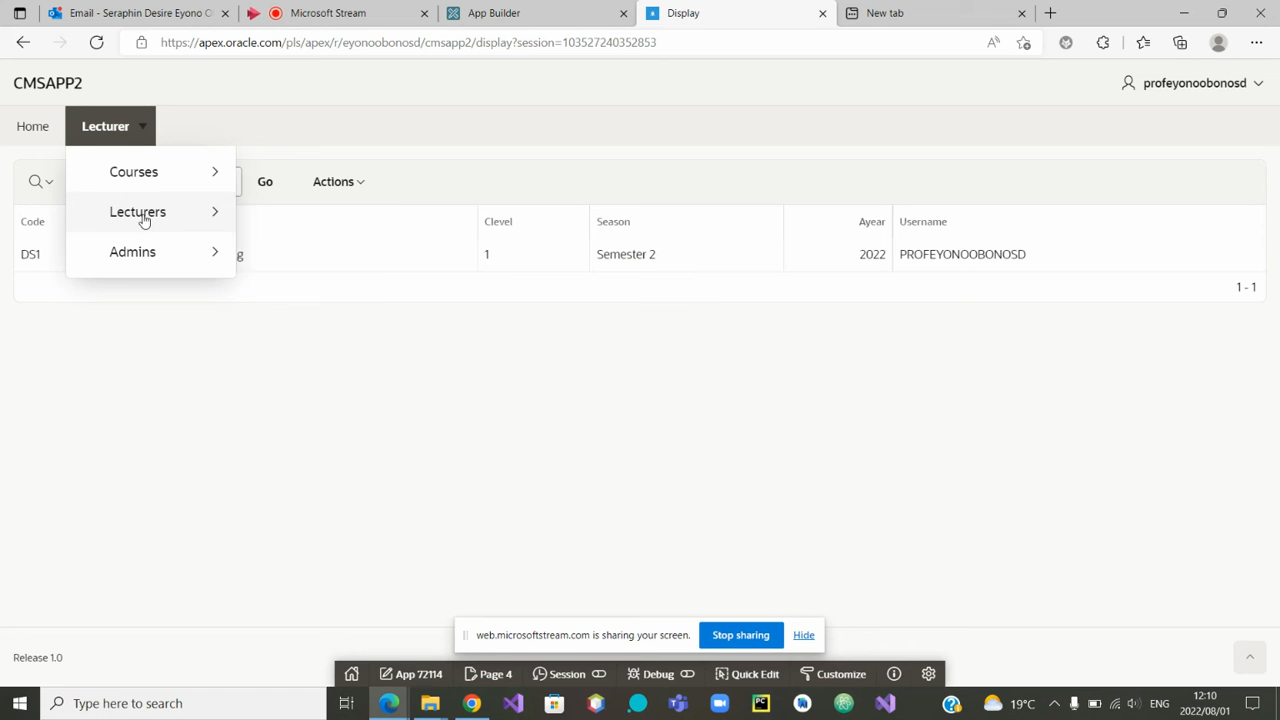 Email - Seraphin Desire Eyono O
Microsoft Stream
App Builder
Display
New tab
https://apex.oracle.com/pls/apex/r/eyonoobonosd/cmsapp2/display?session=103527240352853
CMSAPP2
profeyonoobonosd
Home
Lecturer
Courses
Lecturers
Admins
Go
Actions
Code
Clevel
Season
Ayear
Username
DS1
g
1
Semester 2
2022
PROFEYONOOBONOSD
1 - 1
web.microsoftstream.com is sharing your screen.
Stop sharing
Hide
Release 1.0
App 72114
Page 4
Session
Debug
Quick Edit
Customize
Type here to search
19°C
ENG
12:10
2022/08/01